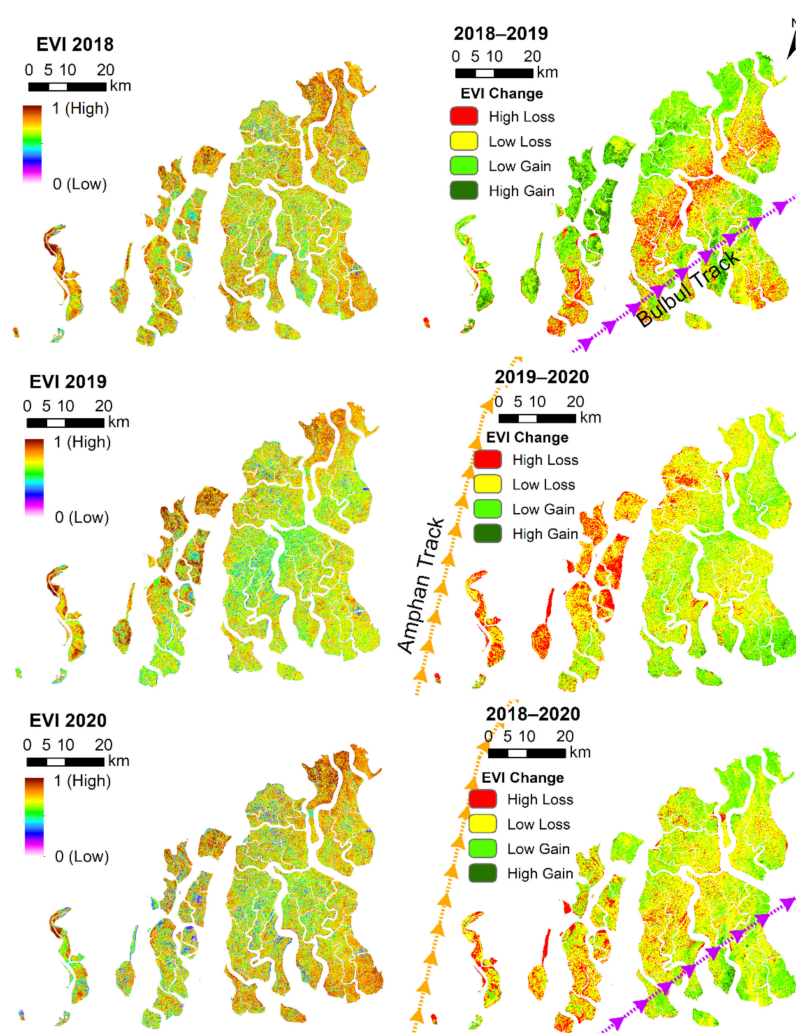 EVI 2018
0 5 10 20
km
1 (High)
0 (Low)
2018–2019
0 5 10 20
km
EVI Change
High Loss
Low Loss
Low Gain
High Gain
N
Bulbul Track
EVI 2019
0 5 10 20
km
1 (High)
0 (Low)
2019–2020
0 5 10 20
km
EVI Change
High Loss
Low Loss
Low Gain
High Gain
Amphan Track
EVI 2020
0 5 10 20
km
1 (High)
0 (Low)
2018–2020
0 5 10 20
km
EVI Change
High Loss
Low Loss
Low Gain
High Gain